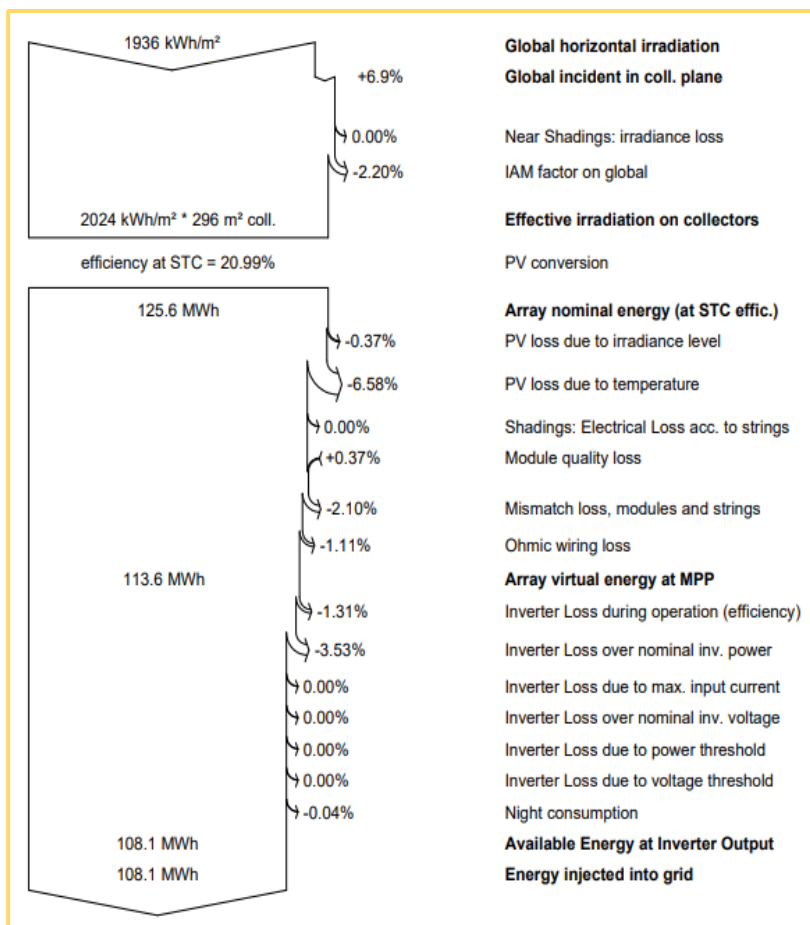 1936 kWh/m² Global horizontal irradiation
+6.9% Global incident in coll. plane
0.00% Near Shadings: irradiance loss
-2.20% IAM factor on global
2024 kWh/m² * 296 m² coll. Effective irradiation on collectors
efficiency at STC = 20.99% PV conversion
125.6 MWh Array nominal energy (at STC effic.)
-0.37% PV loss due to irradiance level
-6.58% PV loss due to temperature
0.00% Shadings: Electrical Loss acc. to strings
+0.37% Module quality loss
-2.10% Mismatch loss, modules and strings
-1.11% Ohmic wiring loss
113.6 MWh Array virtual energy at MPP
-1.31% Inverter Loss during operation (efficiency)
-3.53% Inverter Loss over nominal inv. power
0.00% Inverter Loss due to max. input current
0.00% Inverter Loss over nominal inv. voltage
0.00% Inverter Loss due to power threshold
0.00% Inverter Loss due to voltage threshold
-0.04% Night consumption
108.1 MWh Available Energy at Inverter Output
108.1 MWh Energy injected into grid